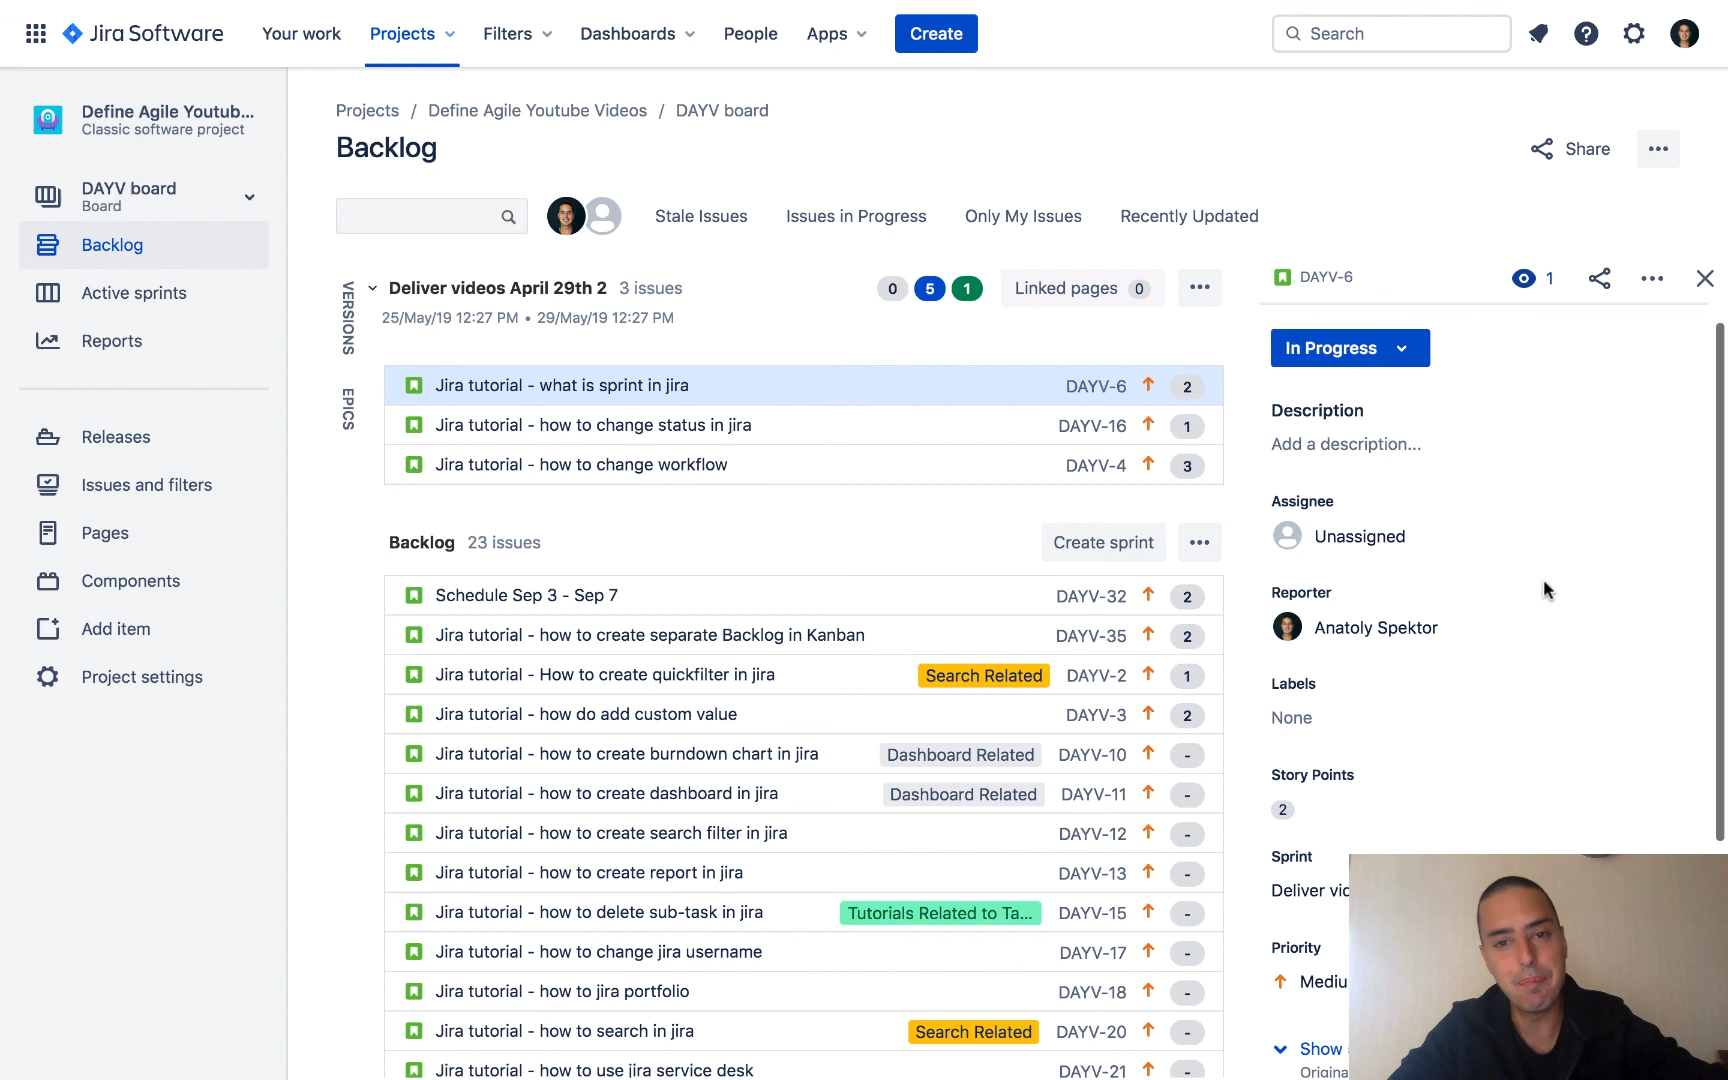 Jira Software
Your work
Projects
Filters
Dashboards
People
Apps
Create
Search
Define Agile Youtub...
Classic software project
DAYV board
Board
Backlog
Active sprints
Reports
Releases
Issues and filters
Pages
Components
Add item
Project settings
Projects / Define Agile Youtube Videos / DAYV board
Backlog
Share
Stale Issues
Issues in Progress
Only My Issues
Recently Updated
VERSIONS
EPICS
Deliver videos April 29th 2 3 issues
0 5 1
Linked pages 0
25/May/19 12:27 PM • 29/May/19 12:27 PM
Jira tutorial - what is sprint in jira DAYV-6 2
Jira tutorial - how to change status in jira DAYV-16 1
Jira tutorial - how to change workflow DAYV-4 3
Backlog 23 issues
Create sprint
Schedule Sep 3 - Sep 7 DAYV-32 2
Jira tutorial - how to create separate Backlog in Kanban DAYV-35 2
Jira tutorial - How to create quickfilter in jira Search Related DAYV-2 1
Jira tutorial - how do add custom value DAYV-3 2
Jira tutorial - how to create burndown chart in jira Dashboard Related DAYV-10 -
Jira tutorial - how to create dashboard in jira Dashboard Related DAYV-11 -
Jira tutorial - how to create search filter in jira DAYV-12 -
Jira tutorial - how to create report in jira DAYV-13 -
Jira tutorial - how to delete sub-task in jira Tutorials Related to Ta... DAYV-15 -
Jira tutorial - how to change jira username DAYV-17 -
Jira tutorial - how to jira portfolio DAYV-18 -
Jira tutorial - how to search in jira Search Related DAYV-20 -
Jira tutorial - how to use jira service desk DAYV-21 -
DAYV-6
1
In Progress
Description
Add a description...
Assignee
Unassigned
Reporter
Anatoly Spektor
Labels
None
Story Points
2
Sprint
Deliver
Priority
Show